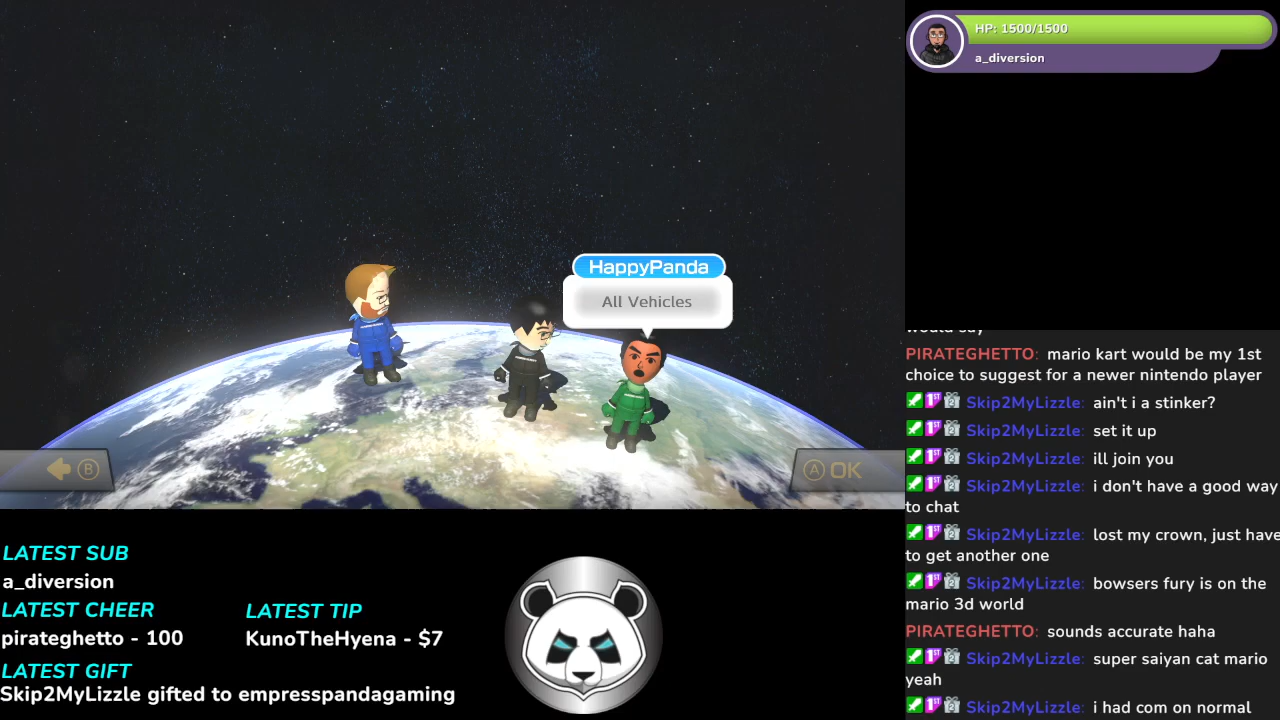 HappyPanda
All Vehicles
B
A OK
HP: 1500/1500
a_diversion
would say
PIRATEGHETTO: mario kart would be my 1st
choice to suggest for a newer nintendo player
Skip2MyLizzle: ain't i a stinker?
Skip2MyLizzle: set it up
Skip2MyLizzle: ill join you
Skip2MyLizzle: i don't have a good way
to chat
Skip2MyLizzle: lost my crown, just have
to get another one
Skip2MyLizzle: bowsers fury is on the
mario 3d world
PIRATEGHETTO: sounds accurate haha
Skip2MyLizzle: super saiyan cat mario
yeah
Skip2MyLizzle: i had com on normal
LATEST SUB
a_diversion
LATEST CHEER
pirateghetto - 100
LATEST TIP
KunoTheHyena - $7
LATEST GIFT
Skip2MyLizzle gifted to empresspandagaming